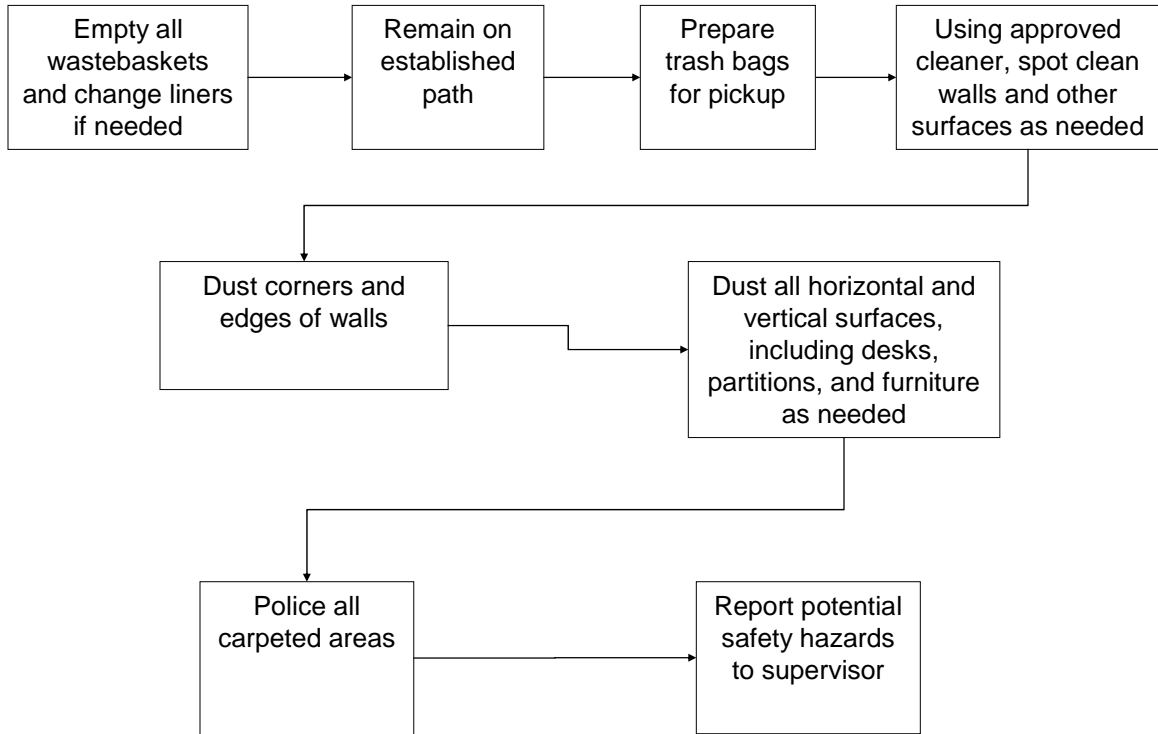 Empty all
wastebaskets
and change liners
if needed
Remain on
established
path
Prepare
trash bags
for pickup
Using approved
cleaner, spot clean
walls and other
surfaces as needed
Dust corners and
edges of walls
Dust all horizontal and
vertical surfaces,
including desks,
partitions, and furniture
as needed
Police all
carpeted areas
Report potential
safety hazards
to supervisor